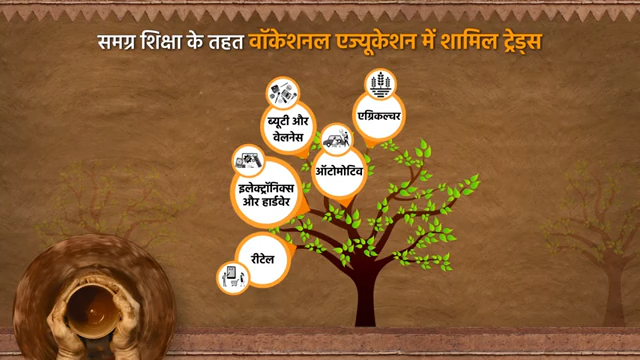 समग्र शिक्षा के तहत वॉकेशनल एज्यूकेशन में शामिल ट्रेड्स
एग्रिकल्चर
ब्यूटी और
वेलनेस
ऑटोमोटिव
इलेक्ट्रॉनिक्स
और हार्डवेर
रीटेल